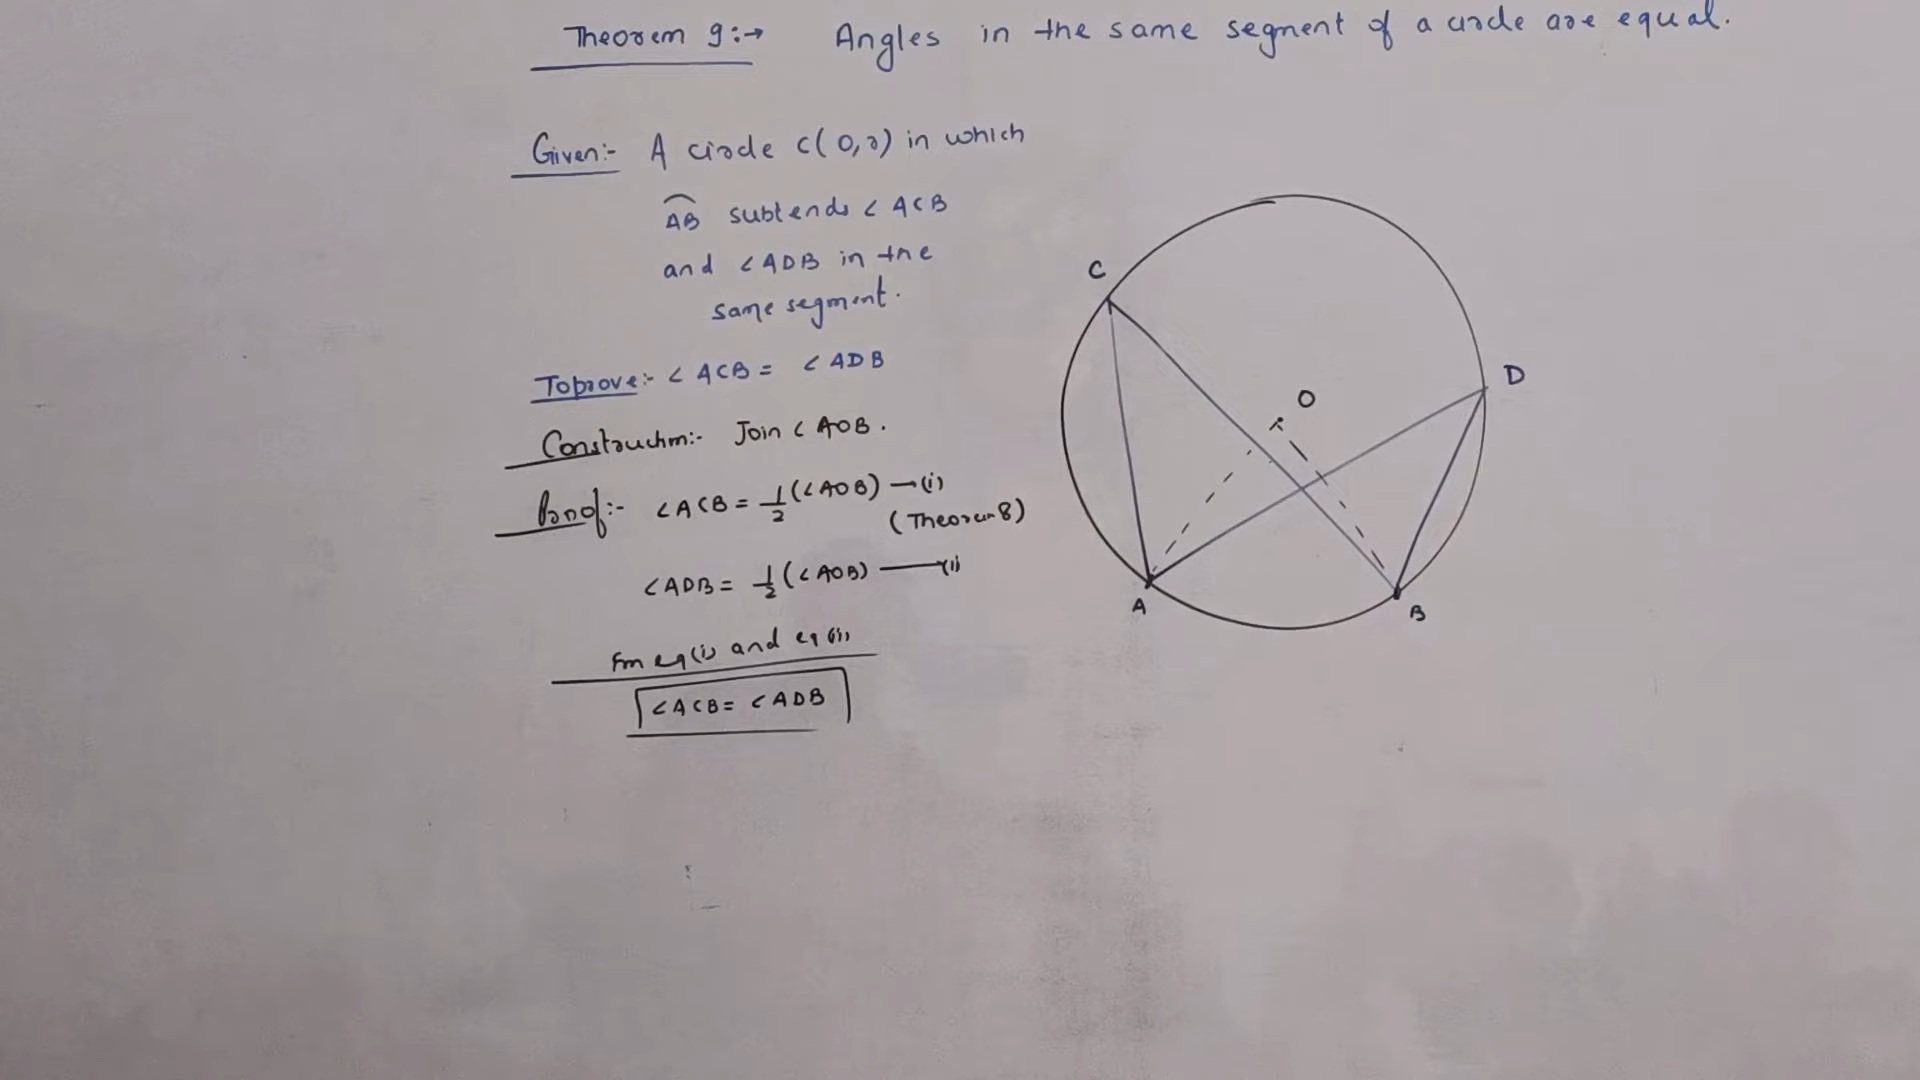 Theorem 9:→ Angles in the same segment of a circle are equal.
Given:- A circle C(O,r) in which
AB subtends ∠ACB
and ∠ADB in the
same segment.
To prove:- ∠ACB = ∠ADB
Construction:- Join ∠AOB.
Proof:- ∠ACB = 1/2 (∠AOB) —(i)
(Theorem 8)
∠ADB = 1/2 (∠AOB) —(ii)
From eq(i) and eq(ii)
∠ACB = ∠ADB
C
D
O
A
B